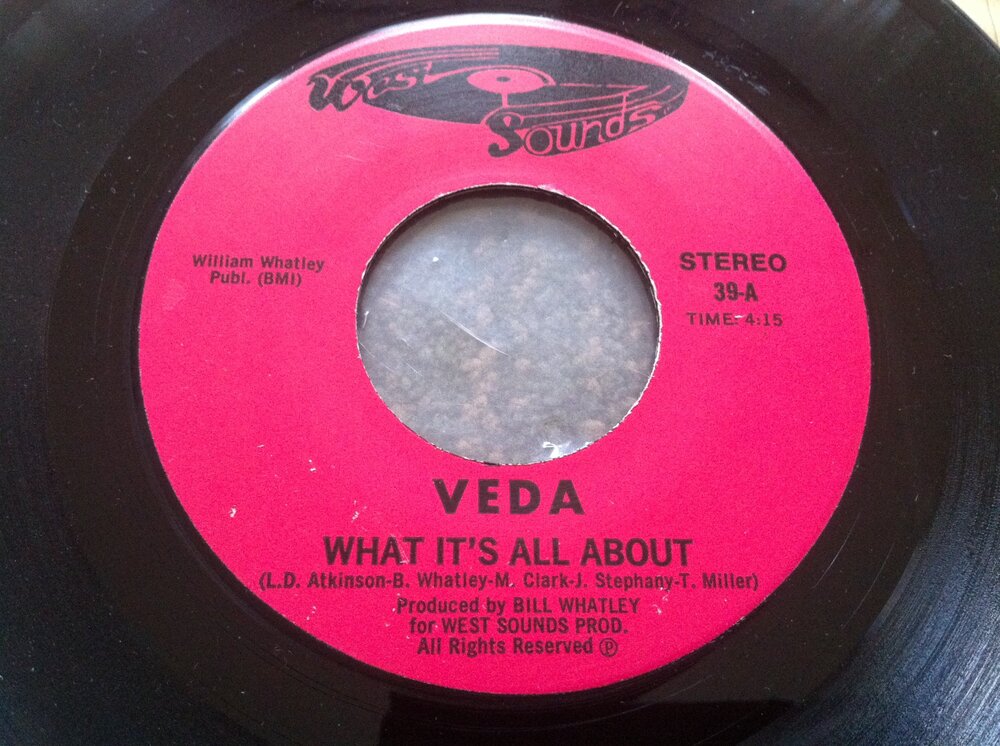 West
Sounds
William Whatley
Publ. (BMI)
STEREO
39-A
TIME: 4:15
VEDA
WHAT IT'S ALL ABOUT
(L.D. Atkinson-B. Whatley-M. Clark-J. Stephany-T. Miller)
Produced by BILL WHATLEY
for WEST SOUNDS PROD.
All Rights Reserved ℗